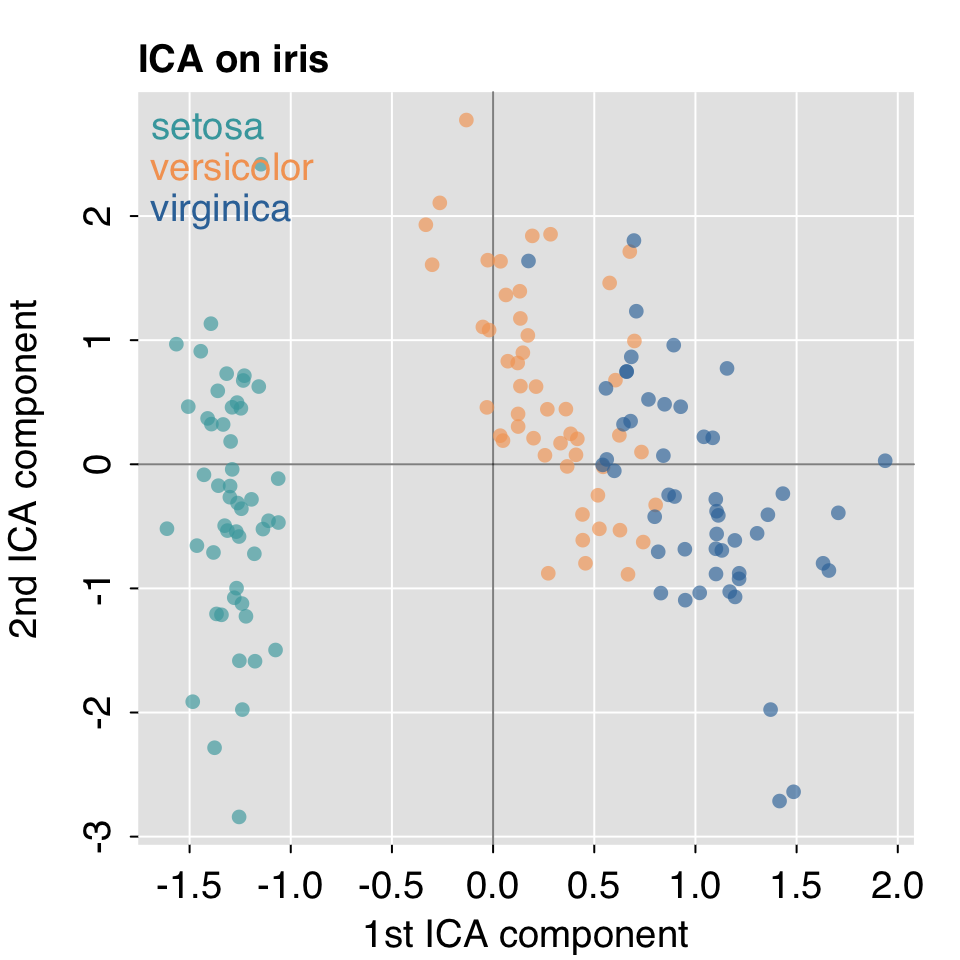 ICA on iris
setosa
versicolor
virginica
2nd ICA component
2
1
0
-1
-2
-3
-1.5 -1.0 -0.5 0.0 0.5 1.0 1.5 2.0
1st ICA component